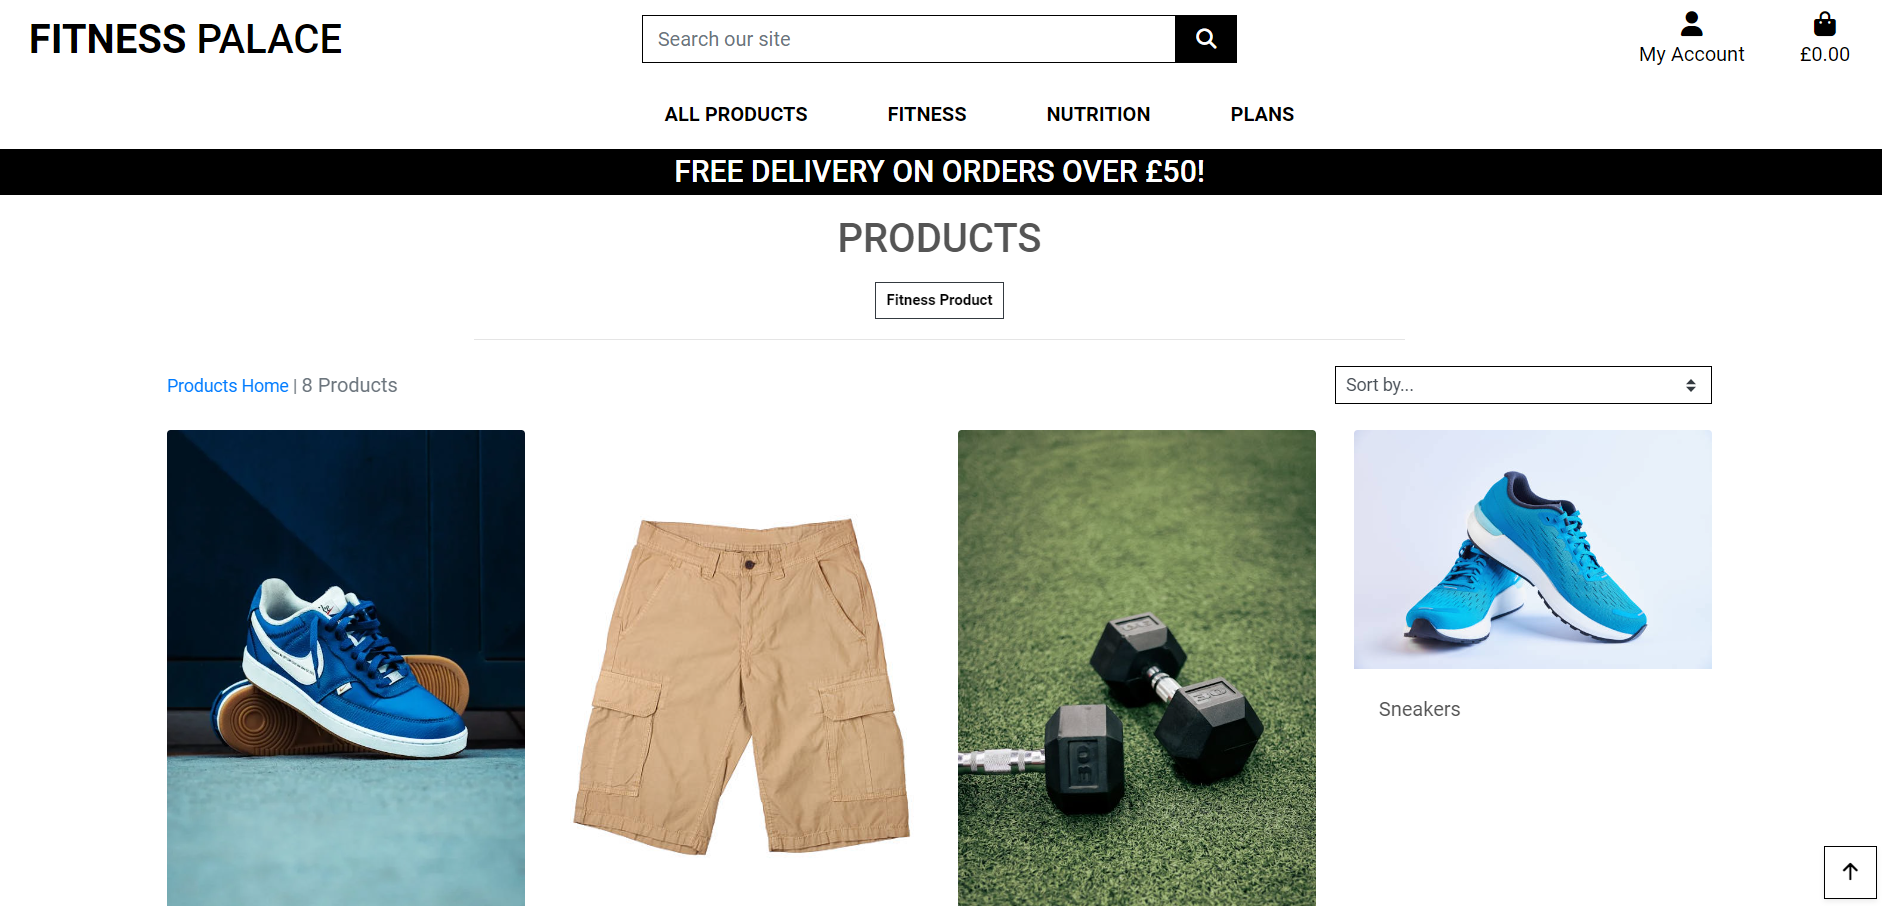 FITNESS PALACE
Search our site
My Account
£0.00
ALL PRODUCTS
FITNESS
NUTRITION
PLANS
FREE DELIVERY ON ORDERS OVER £50!
PRODUCTS
Fitness Product
Products Home | 8 Products
Sort by...
Sneakers